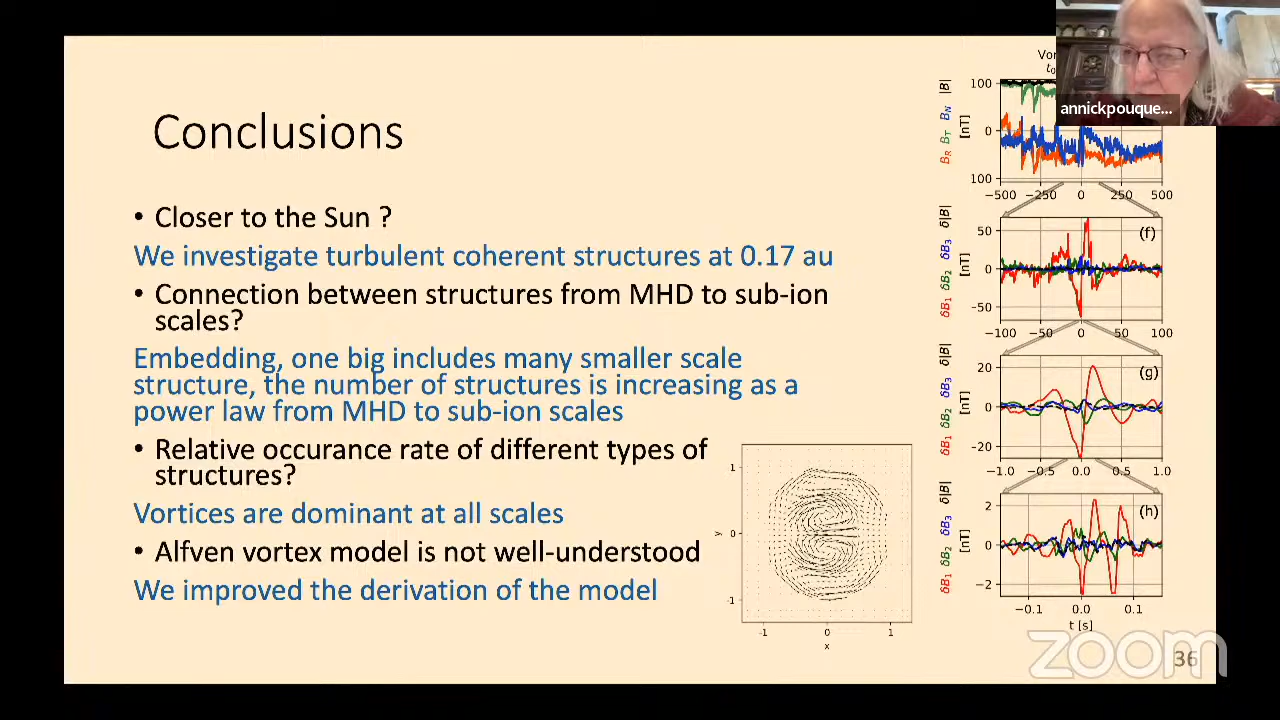 Conclusions
• Closer to the Sun ?
We investigate turbulent coherent structures at 0.17 au
• Connection between structures from MHD to sub-ion
scales?
Embedding, one big includes many smaller scale
structure, the number of structures is increasing as a
power law from MHD to sub-ion scales
• Relative occurance rate of different types of
structures?
Vortices are dominant at all scales
• Alfven vortex model is not well-understood
We improved the derivation of the model
1
0
-1
y
-1 0 1
x
annickpouque...
B_R B_T B_N |B|
[nT]
100
0
100
−500 −250 0 250 500
δB₁ δB₂ δB₃ δ|B|
[nT]
50
0
−50
(f)
−100 −50 0 50 100
δB₁ δB₂ δB₃ δ|B|
[nT]
20
0
−20
(g)
−1.0 −0.5 0.0 0.5 1.0
δB₁ δB₂ δB₃ δ|B|
[nT]
2
0
−2
(h)
−0.1 0.0 0.1
t [s]
zoom
36